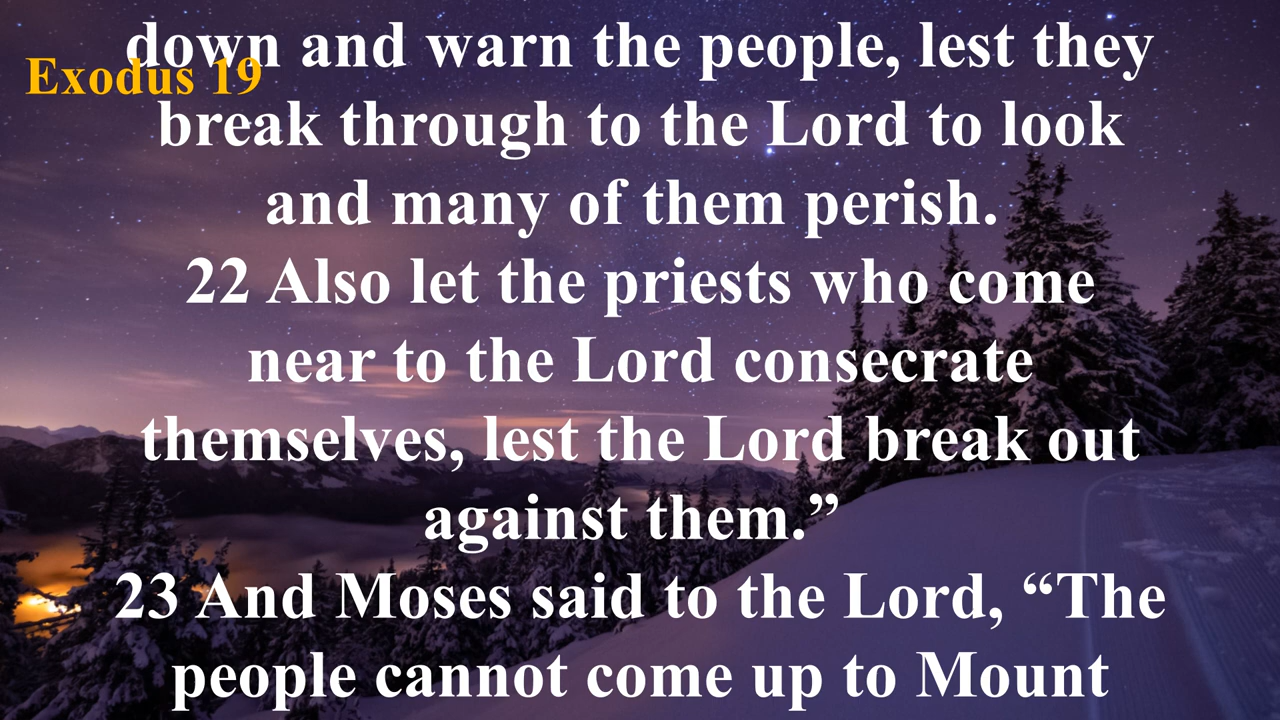 down and warn the people, lest they
Exodus 19
break through to the Lord to look
and many of them perish.
22 Also let the priests who come
near to the Lord consecrate
themselves, lest the Lord break out
against them.”
23 And Moses said to the Lord, “The
people cannot come up to Mount